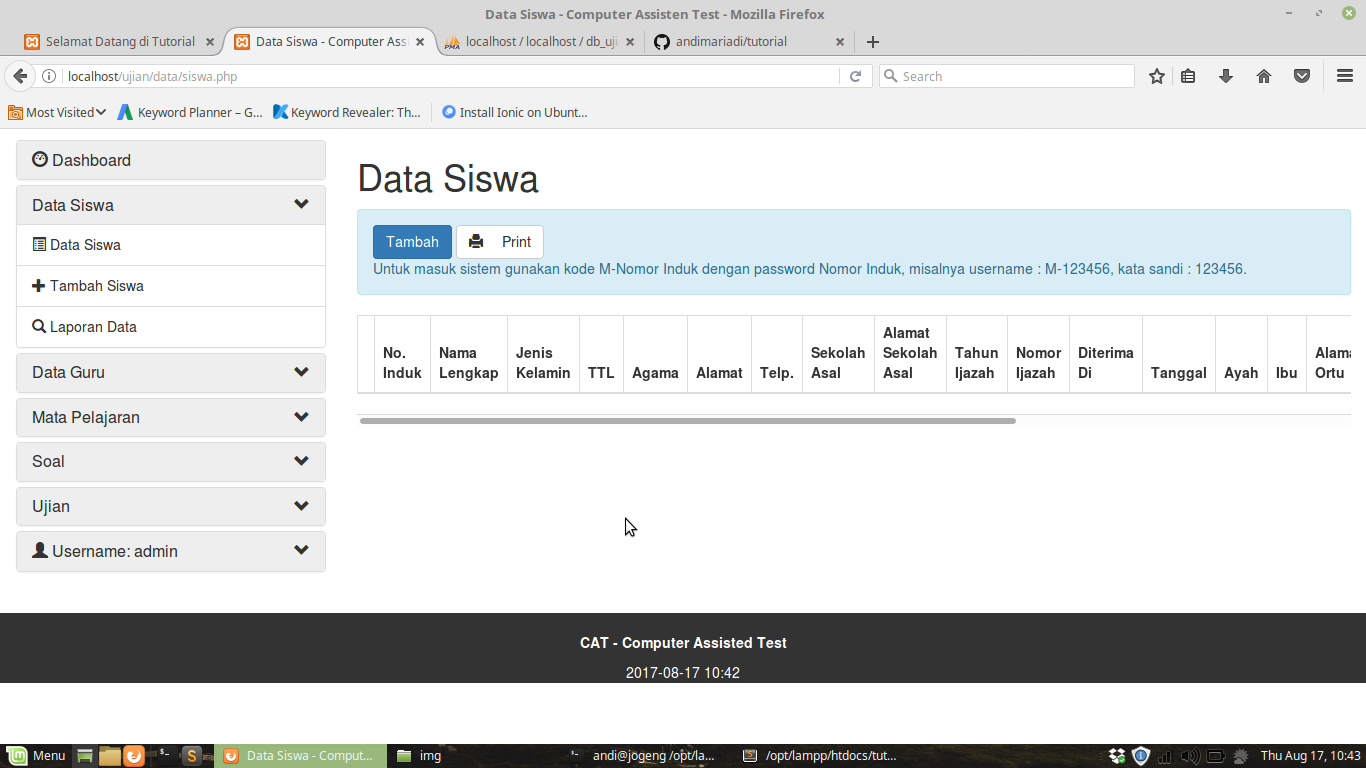 Data Siswa - Computer Assisten Test - Mozilla Firefox
Selamat Datang di Tutorial
Data Siswa - Computer Ass
localhost / localhost / db_uji
andimariadi/tutorial
localhost/ujian/data/siswa.php
Search
Most Visited
Keyword Planner – G...
Keyword Revealer: Th...
Install Ionic on Ubunt...
Dashboard
Data Siswa
Data Siswa
Tambah Siswa
Laporan Data
Data Guru
Mata Pelajaran
Soal
Ujian
Username: admin
Data Siswa
Tambah
Print
Untuk masuk sistem gunakan kode M-Nomor Induk dengan password Nomor Induk, misalnya username : M-123456, kata sandi : 123456.
No. Induk
Nama Lengkap
Jenis Kelamin
TTL
Agama
Alamat
Telp.
Sekolah Asal
Alamat Sekolah Asal
Tahun Ijazah
Nomor Ijazah
Diterima Di
Tanggal
Ayah
Ibu
Alama
Ortu
CAT - Computer Assisted Test
2017-08-17 10:42
Menu
Data Siswa - Comput...
img
andi@jogeng /opt/la...
/opt/lampp/htdocs/tut...
Thu Aug 17, 10:43